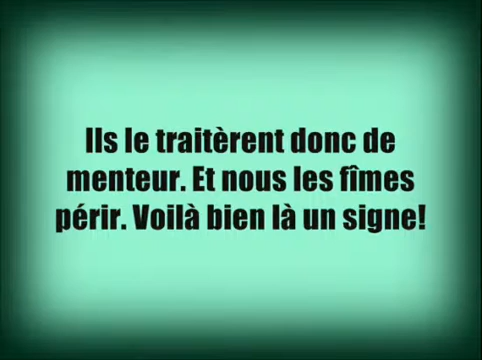 Ils le traitèrent donc de
menteur. Et nous les fîmes
périr. Voilà bien là un signe!